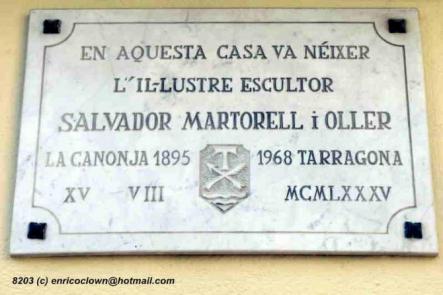 EN AQUESTA CASA VA NÉIXER
L'IL·LUSTRE ESCULTOR
SALVADOR MARTORELL i OLLER
LA CANONJA 1895 1968 TARRAGONA
XV VIII MCMLXXXV
8203 (c) enricoclown@hotmail.com